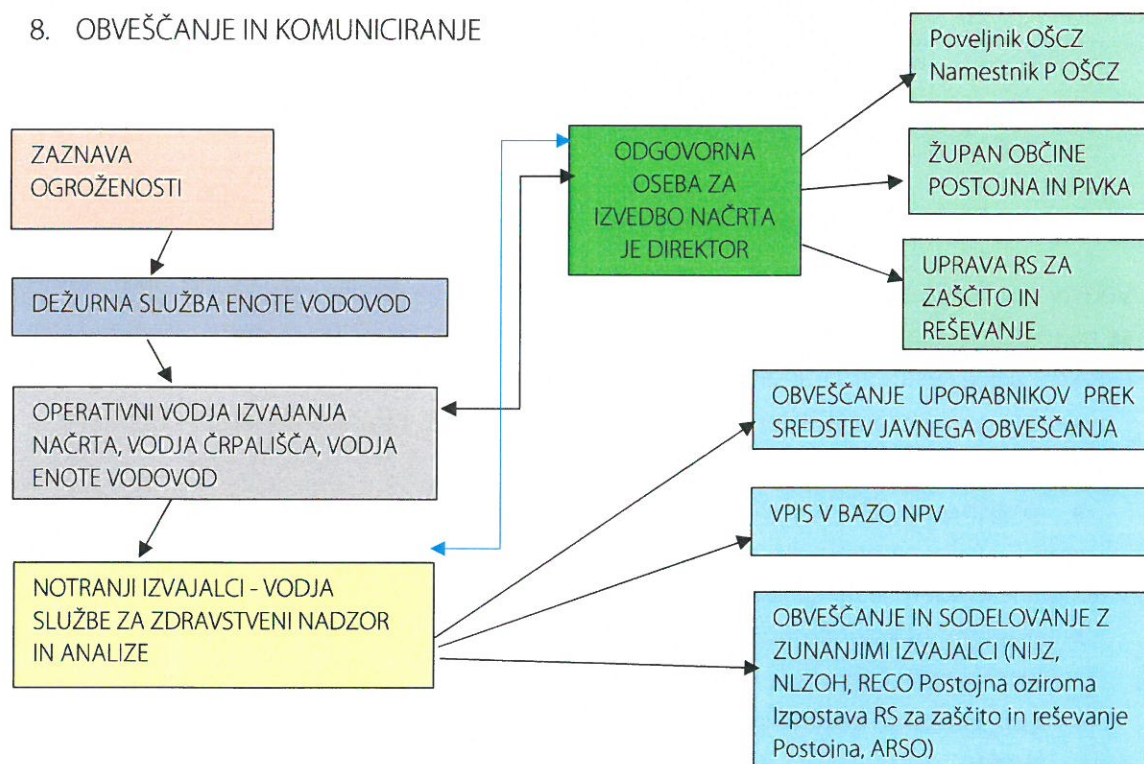 8. OBVEŠČANJE IN KOMUNICIRANJE
ZAZNAVA
OGROŽENOSTI
DEŽURNA SLUŽBA ENOTE VODOVOD
OPERATIVNI VODJA IZVAJANJA
NAČRTA, VODJA ČRPALIŠČA, VODJA
ENOTE VODOVOD
NOTRANJI IZVAJALCI - VODJA
SLUŽBE ZA ZDRAVSTVENI NADZOR
IN ANALIZE
ODGOVORNA
OSEBA ZA
IZVEDBO NAČRTA
JE DIREKTOR
Poveljnik OŠCZ
Namestnik P OŠCZ
ŽUPAN OBČINE
POSTOJNA IN PIVKA
UPRAVA RS ZA
ZAŠČITO IN
REŠEVANJE
OBVEŠČANJE UPORABNIKOV PREK
SREDSTEV JAVNEGA OBVEŠČANJA
VPIS V BAZO NPV
OBVEŠČANJE IN SODELOVANJE Z
ZUNANJIMI IZVAJALCI (NIJZ,
NLZOH, RECO Postojna oziroma
Izpostava RS za zaščito in reševanje
Postojna, ARSO)